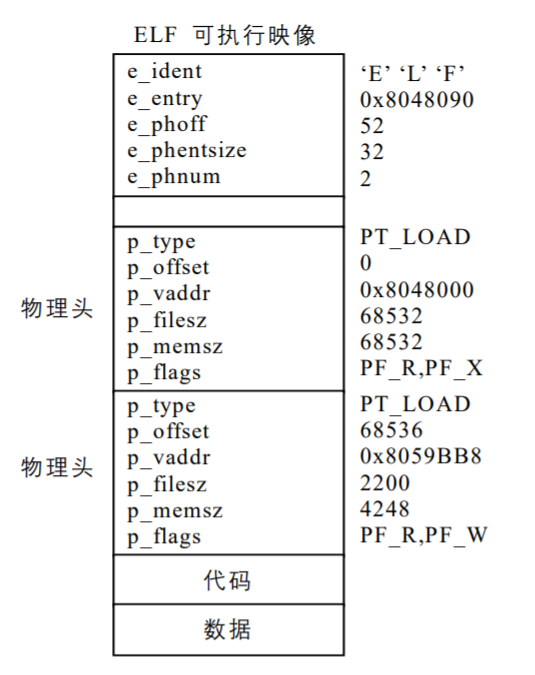 ELF 可执行映像
e_ident ‘E’ ‘L’ ‘F’
e_entry 0x8048090
e_phoff 52
e_phentsize 32
e_phnum 2
p_type PT_LOAD
p_offset 0
p_vaddr 0x8048000
物理头
p_filesz 68532
p_memsz 68532
p_flags PF_R,PF_X
p_type PT_LOAD
p_offset 68536
p_vaddr 0x8059BB8
物理头
p_filesz 2200
p_memsz 4248
p_flags PF_R,PF_W
代码
数据